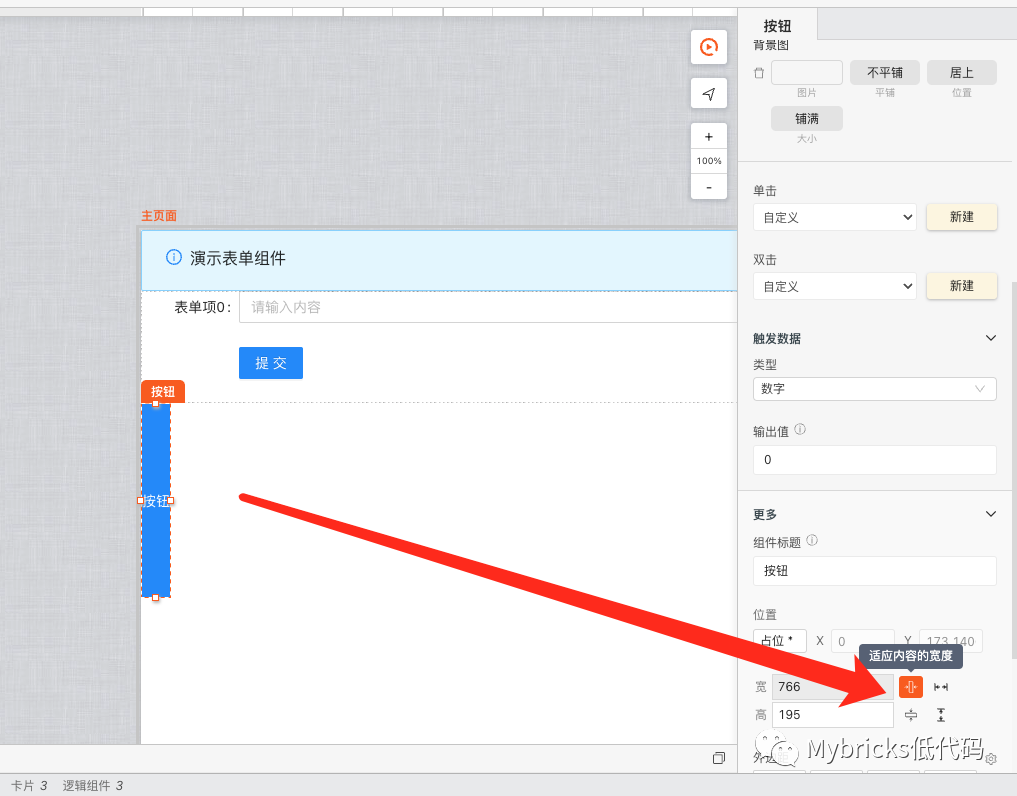 按钮
背景图
不平铺
居上
图片
平铺
位置
铺满
大小
+
100%
-
单击
自定义
新建
双击
自定义
新建
主页面
演示表单组件
表单项0:
请输入内容
提 交
按钮
按钮
触发数据
类型
数字
输出值
0
更多
组件标题
按钮
位置
占位 *
X
0
Y
173.140
适应内容的宽度
宽
766
高
195
Mybricks低代码
卡片 3
逻辑组件 3